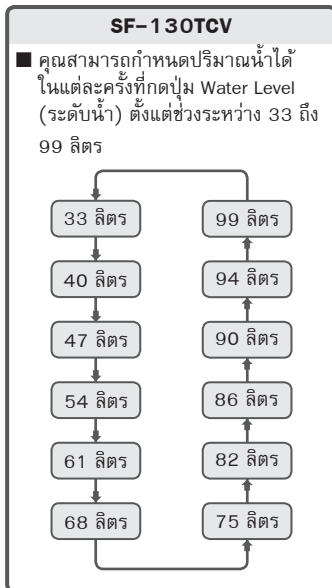 SF-130TCV
■ คุณสามารถกำหนดปริมาณน้ำได้
ในแต่ละครั้งที่กดปุ่ม Water Level
(ระดับน้ำ) ตั้งแต่ช่วงระหว่าง 33 ถึง
99 ลิตร
33 ลิตร
40 ลิตร
47 ลิตร
54 ลิตร
61 ลิตร
68 ลิตร
75 ลิตร
82 ลิตร
86 ลิตร
90 ลิตร
94 ลิตร
99 ลิตร